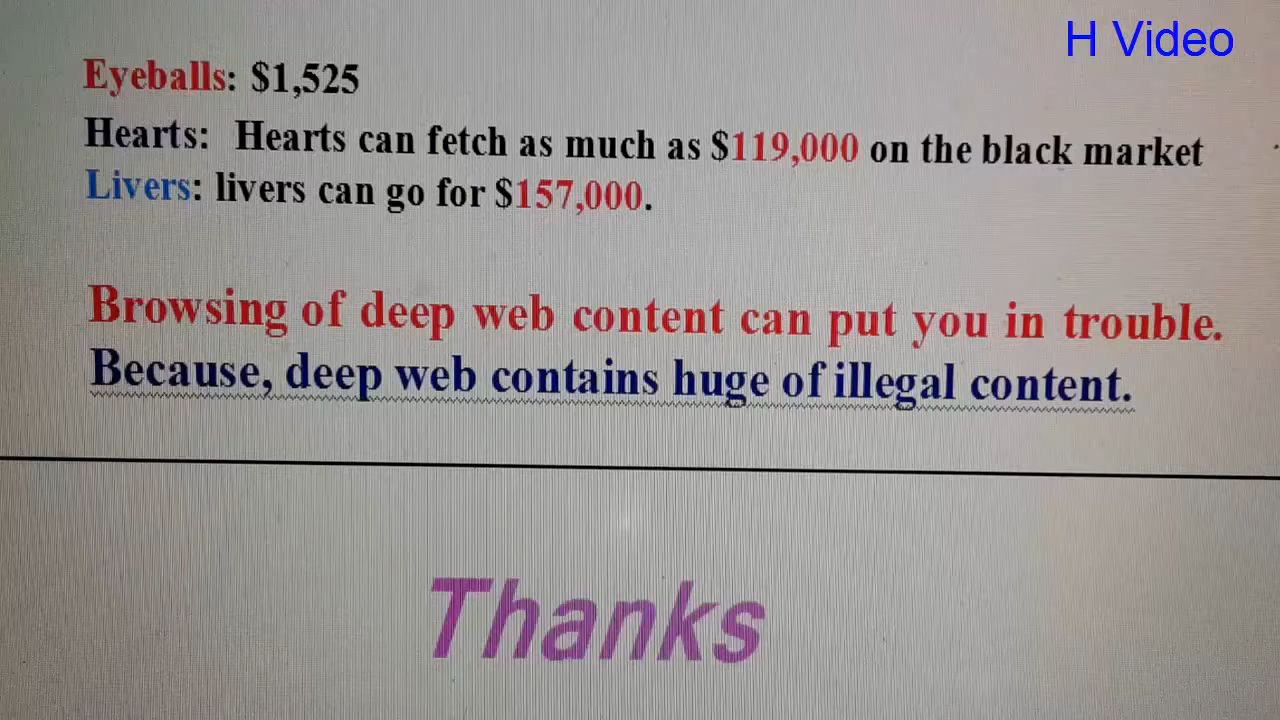 H Video
Eyeballs: $1,525
Hearts: Hearts can fetch as much as $119,000 on the black market
Livers: livers can go for $157,000.
Browsing of deep web content can put you in trouble.
Because, deep web contains huge of illegal content.
Thanks